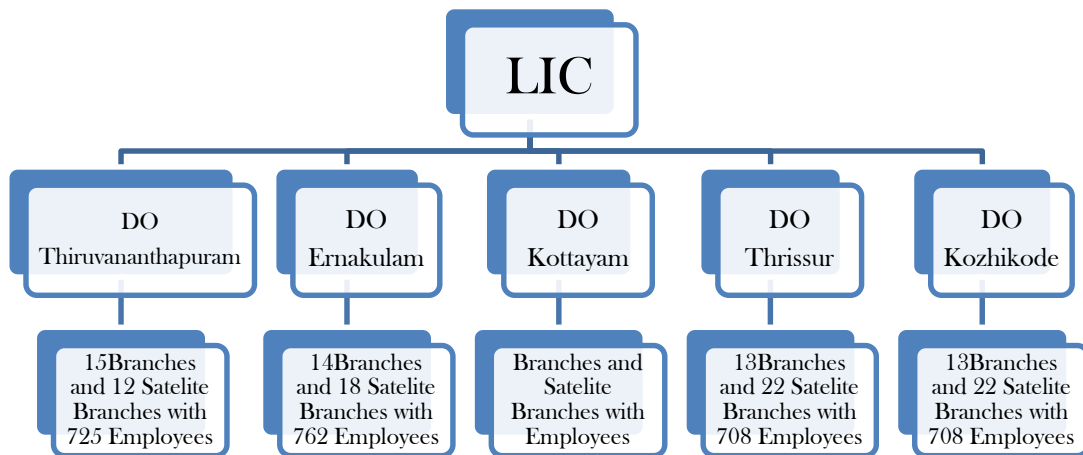 LIC
DO
Thiruvananthapuram
DO
Ernakulam
DO
Kottayam
DO
Thrissur
DO
Kozhikode
15Branches
and 12 Satelite
Branches with
725 Employees
14Branches
and 18 Satelite
Branches with
762 Employees
Branches and
Satelite
Branches with
Employees
13Branches
and 22 Satelite
Branches with
708 Employees
13Branches
and 22 Satelite
Branches with
708 Employees